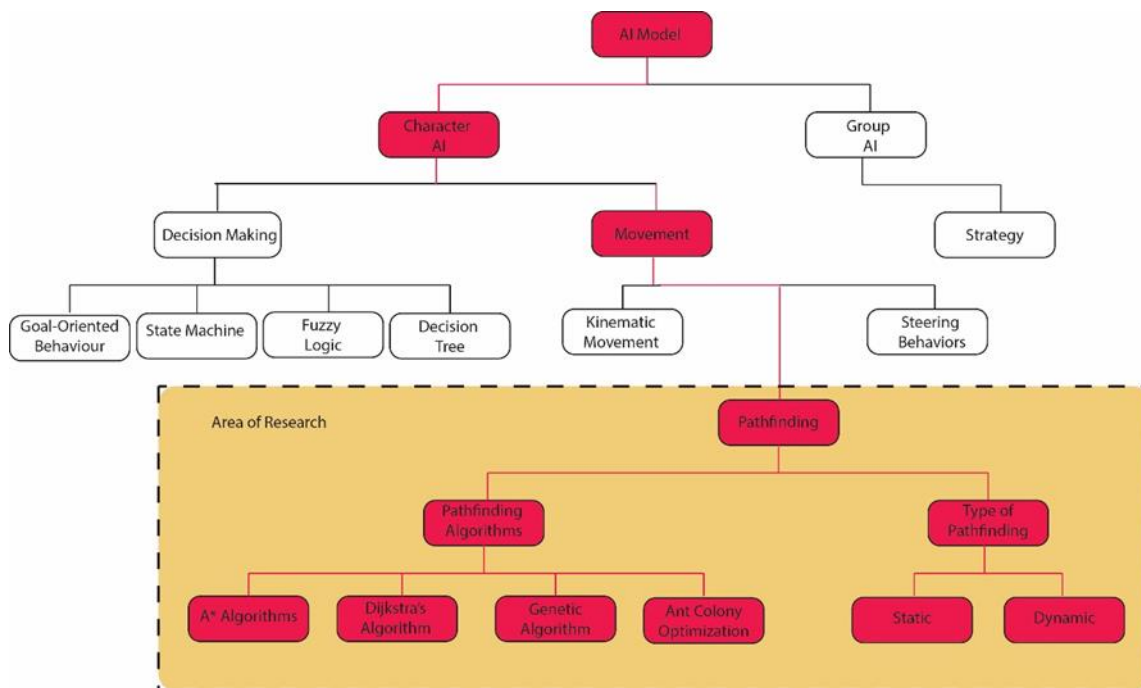 AI Model
Character
AI
Group
AI
Decision Making
Movement
Strategy
Goal-Oriented
Behaviour
State Machine
Fuzzy
Logic
Decision
Tree
Kinematic
Movement
Steering
Behaviors
Area of Research
Pathfinding
Pathfinding
Algorithms
Type of
Pathfinding
A* Algorithms
Dijkstra's
Algorithm
Genetic
Algorithm
Ant Colony
Optimization
Static
Dynamic